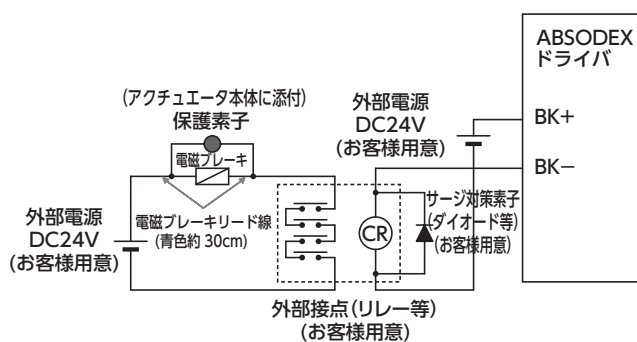 ABSODEX
ドライバ
(アクチュエータ本体に添付)
保護素子
電磁ブレーキ
外部電源
DC24V
(お客様用意)
BK+
BK−
外部電源
DC24V
(お客様用意)
電磁ブレーキリード線
(青色約 30cm)
CR
サージ対策素子
(ダイオード等)
(お客様用意)
外部接点(リレー等)
(お客様用意)